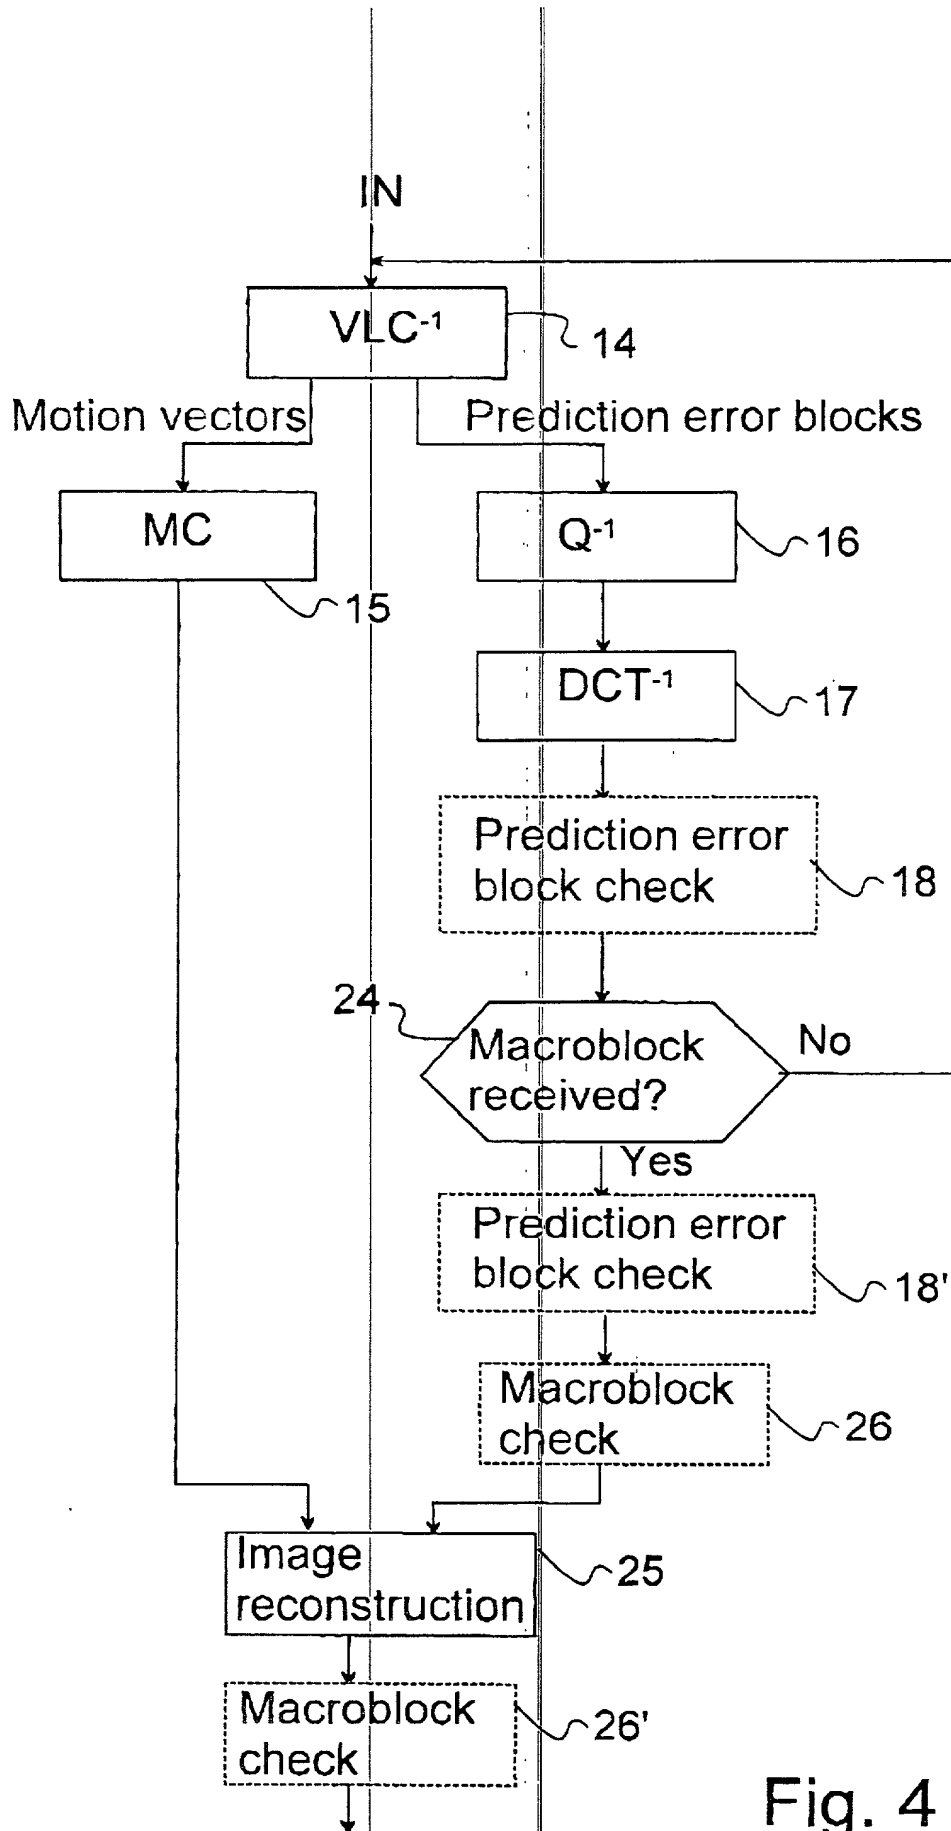 IN
VLC-1
14
Motion vectors
Prediction error blocks
MC
Q-1
16
15
DCT-1
17
Prediction error
block check
18
24
Macroblock
received?
No
Yes
Prediction error
block check
18'
Macroblock
check
26
Image
reconstruction
25
Macroblock
check
26'
Fig. 4